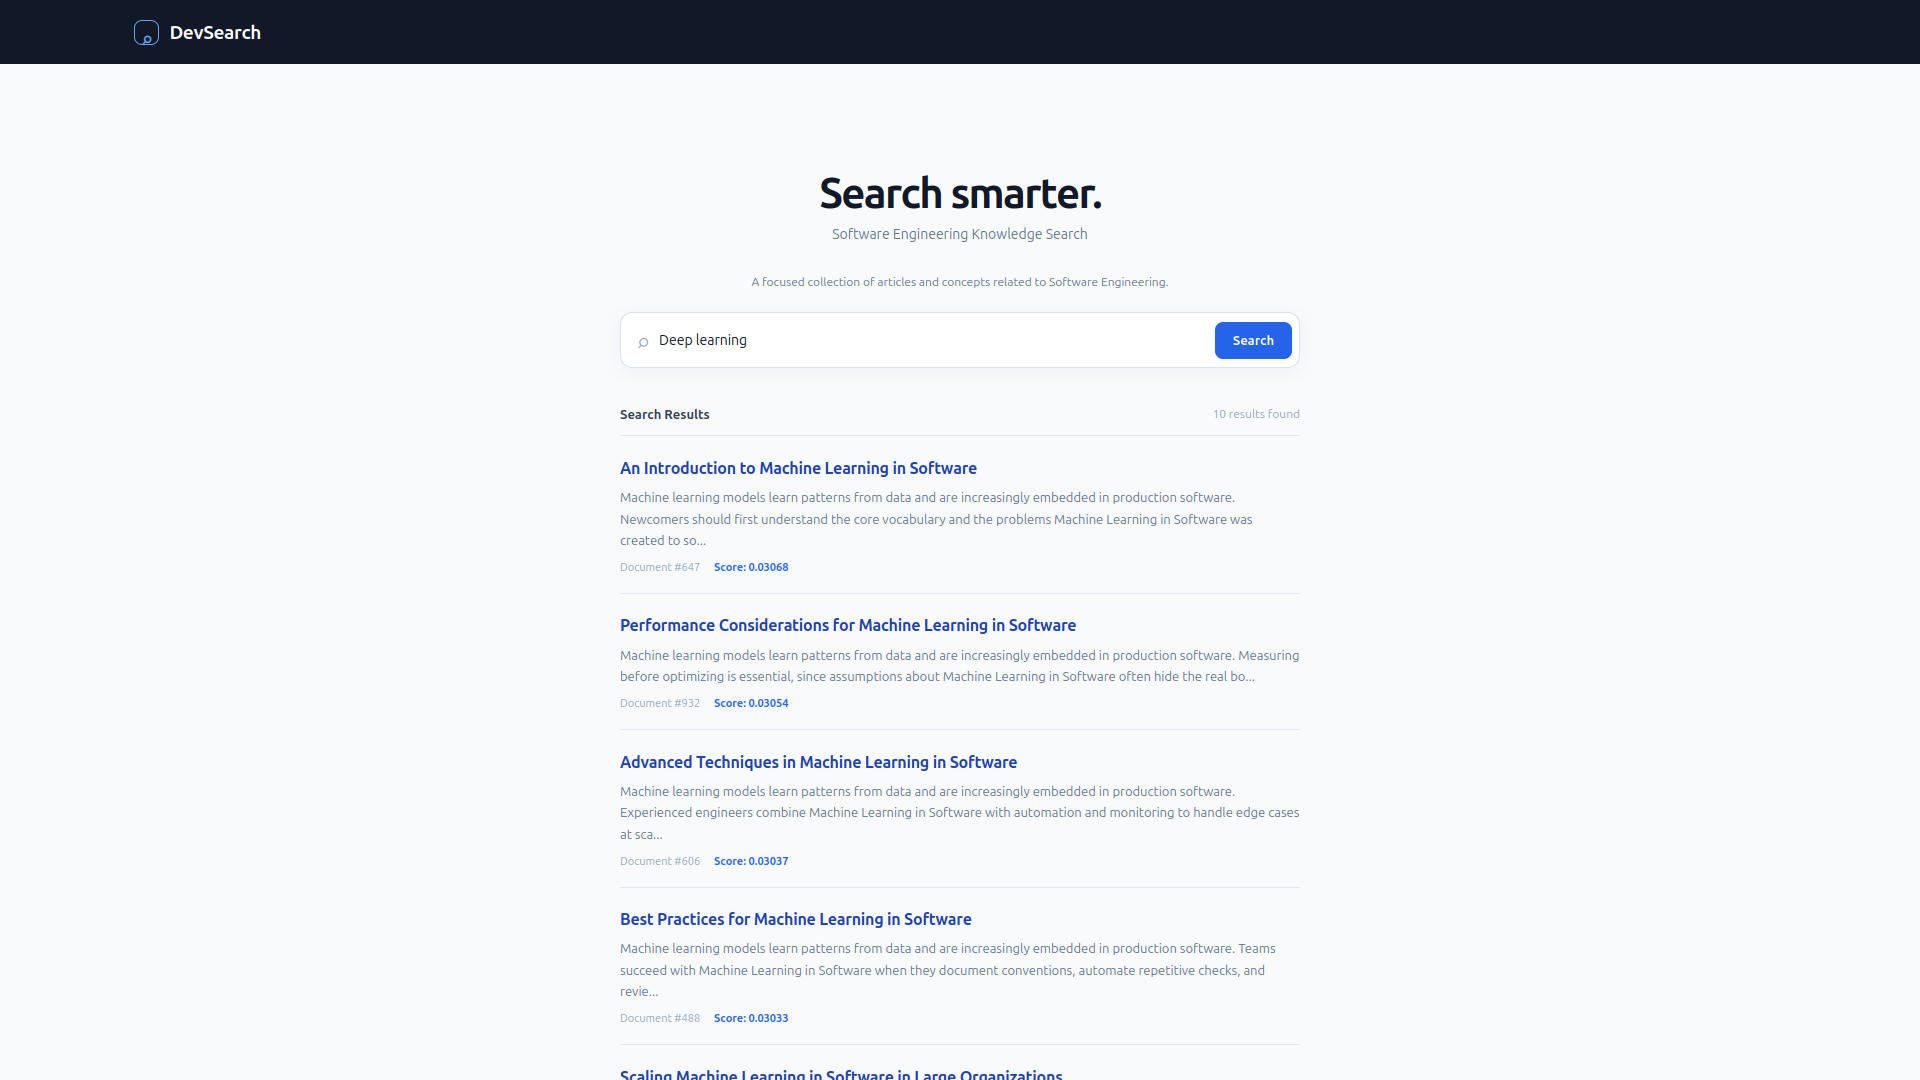 DevSearch
Search smarter.
Software Engineering Knowledge Search
A focused collection of articles and concepts related to Software Engineering.
Deep learning
Search
Search Results
10 results found
An Introduction to Machine Learning in Software
Machine learning models learn patterns from data and are increasingly embedded in production software.
Newcomers should first understand the core vocabulary and the problems Machine Learning in Software was
created to so...
Document #647 Score: 0.03068
Performance Considerations for Machine Learning in Software
Machine learning models learn patterns from data and are increasingly embedded in production software. Measuring
before optimizing is essential, since assumptions about Machine Learning in Software often hide the real bo...
Document #932 Score: 0.03054
Advanced Techniques in Machine Learning in Software
Machine learning models learn patterns from data and are increasingly embedded in production software.
Experienced engineers combine Machine Learning in Software with automation and monitoring to handle edge cases
at sca...
Document #606 Score: 0.03037
Best Practices for Machine Learning in Software
Machine learning models learn patterns from data and are increasingly embedded in production software. Teams
succeed with Machine Learning in Software when they document conventions, automate repetitive checks, and
revie...
Document #488 Score: 0.03033
Scaling Machine Learning in Software in Large Organizations